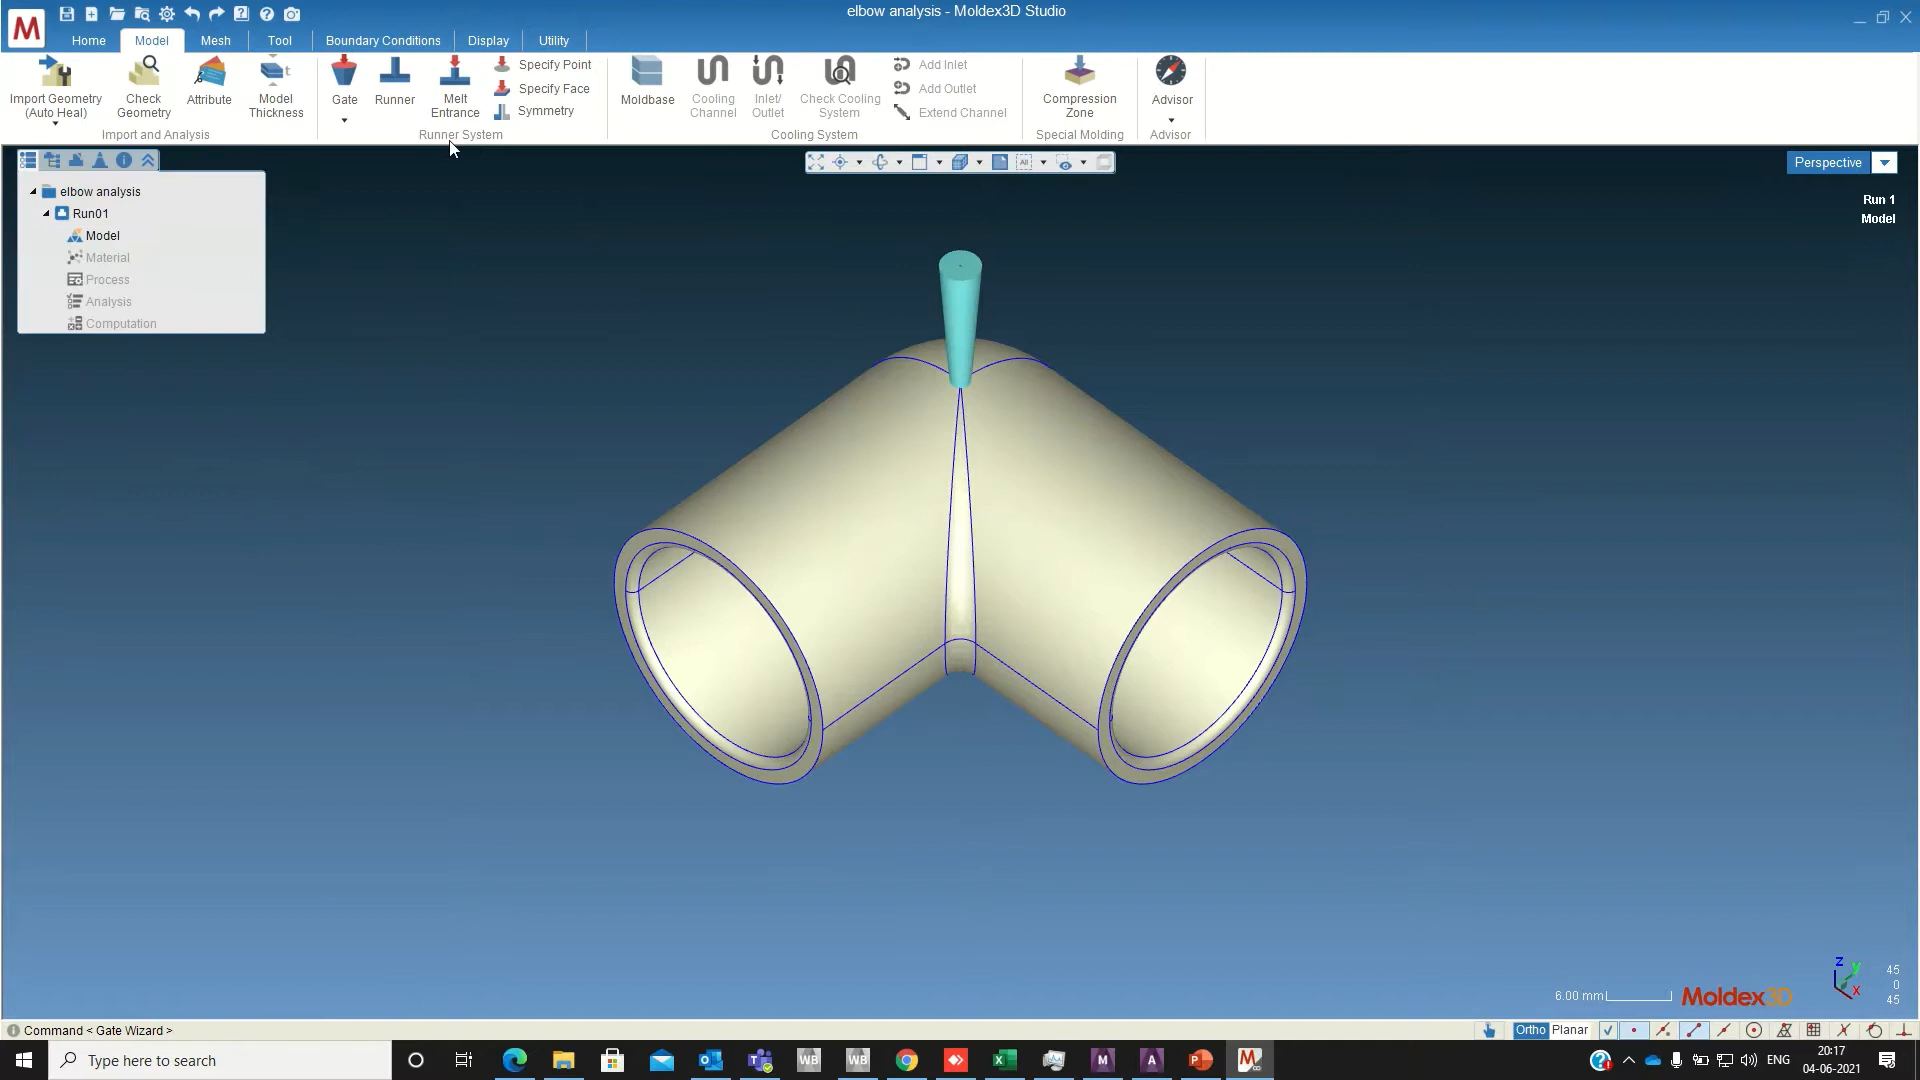 elbow analysis - Moldex3D Studio
M
Home Model Mesh Tool Boundary Conditions Display Utility
Import Geometry (Auto Heal)
Check Geometry
Attribute
Model Thickness
Import and Analysis
Gate
Runner
Melt Entrance
Specify Point
Specify Face
Symmetry
Runner System
Moldbase
Cooling Channel
Inlet/ Outlet
Check Cooling System
Add Inlet
Add Outlet
Extend Channel
Cooling System
Compression Zone
Special Molding
Advisor
Advisor
Perspective
elbow analysis
Run01
Model
Material
Process
Analysis
Computation
Run 1
Model
z
y
x
45
0
45
6.00 mm
Moldex3D
Command < Gate Wizard >
Ortho Planar
Type here to search
WB
WB
M
A
M
ENG
20:17
04-06-2021